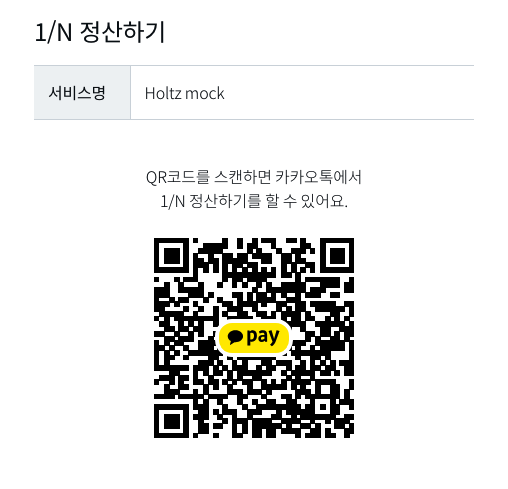 1/N 정산하기
서비스명 Holtz mock
QR코드를 스캔하면 카카오톡에서
1/N 정산하기를 할 수 있어요.
pay